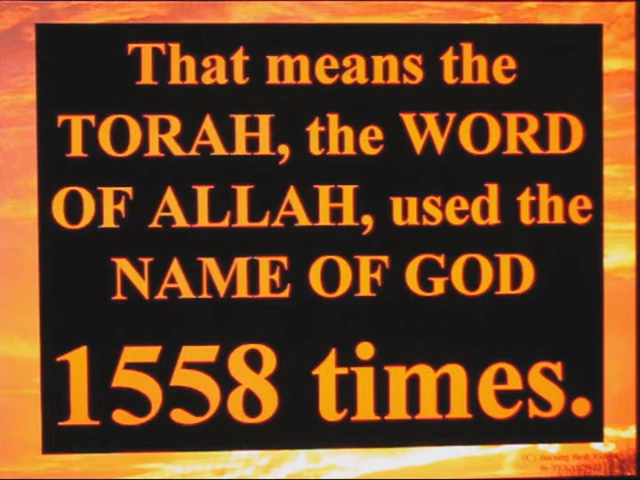 That means the
TORAH, the WORD
OF ALLAH, used the
NAME OF GOD
1558 times.